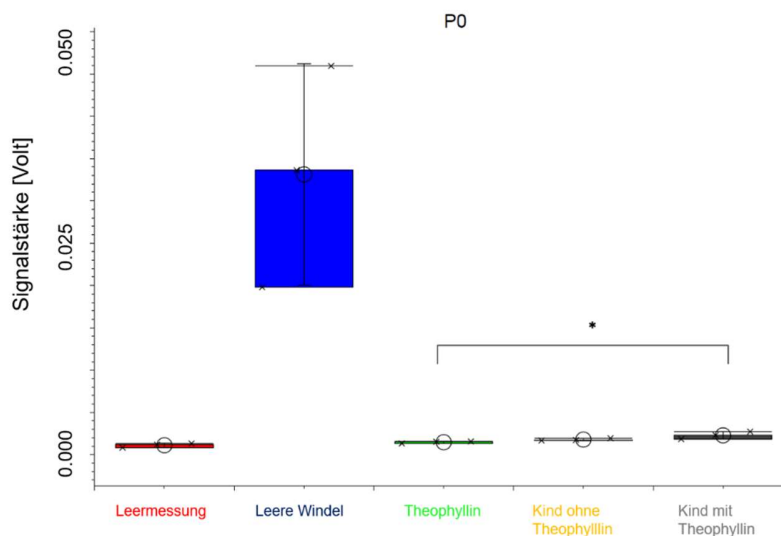 P0
0.050
Signalstärke [Volt]
0.025
*
0.000
Leermessung
Leere Windel
Theophyllin
Kind ohne
Theophylllin
Kind mit
Theophyllin